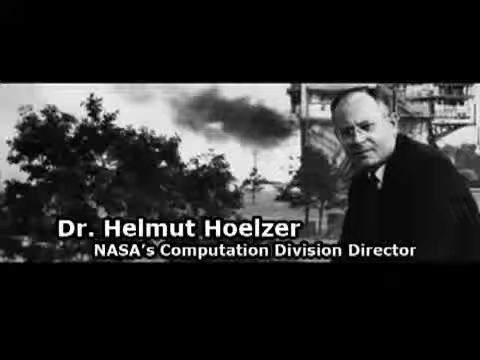 Dr. Helmut Hoelzer
NASA's Computation Division Director